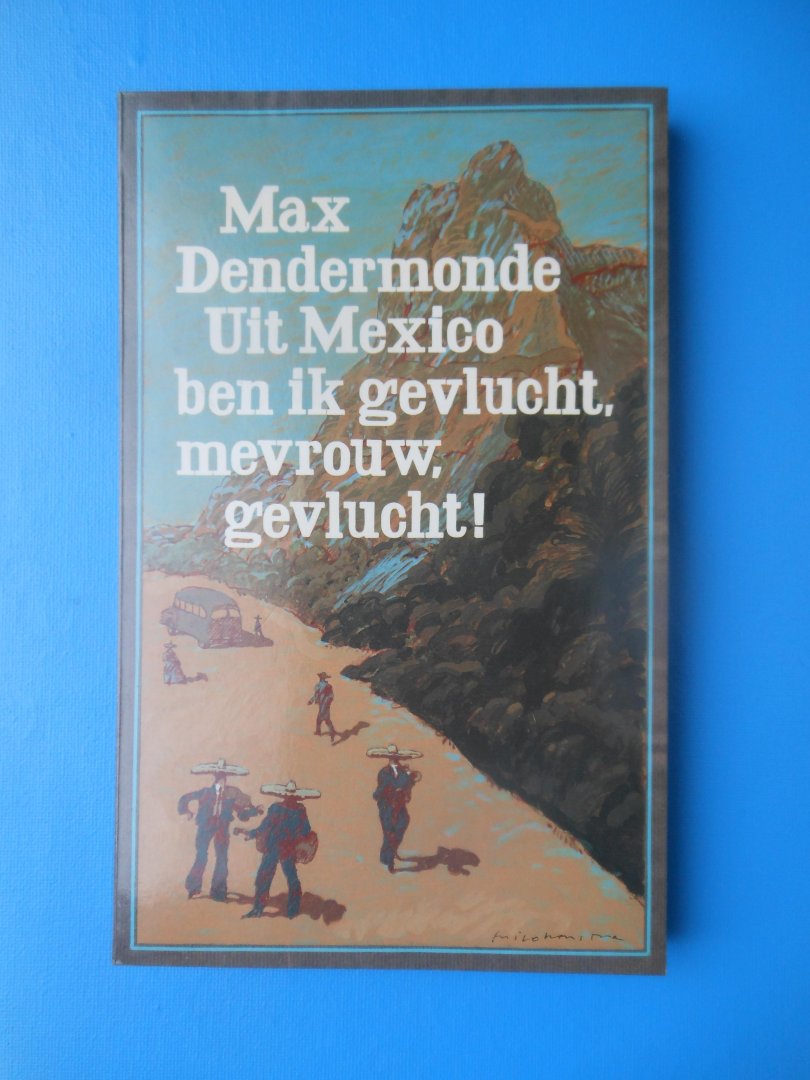 Max
Dendermonde
Uit Mexico
ben ik gevlucht,
mevrouw,
gevlucht!